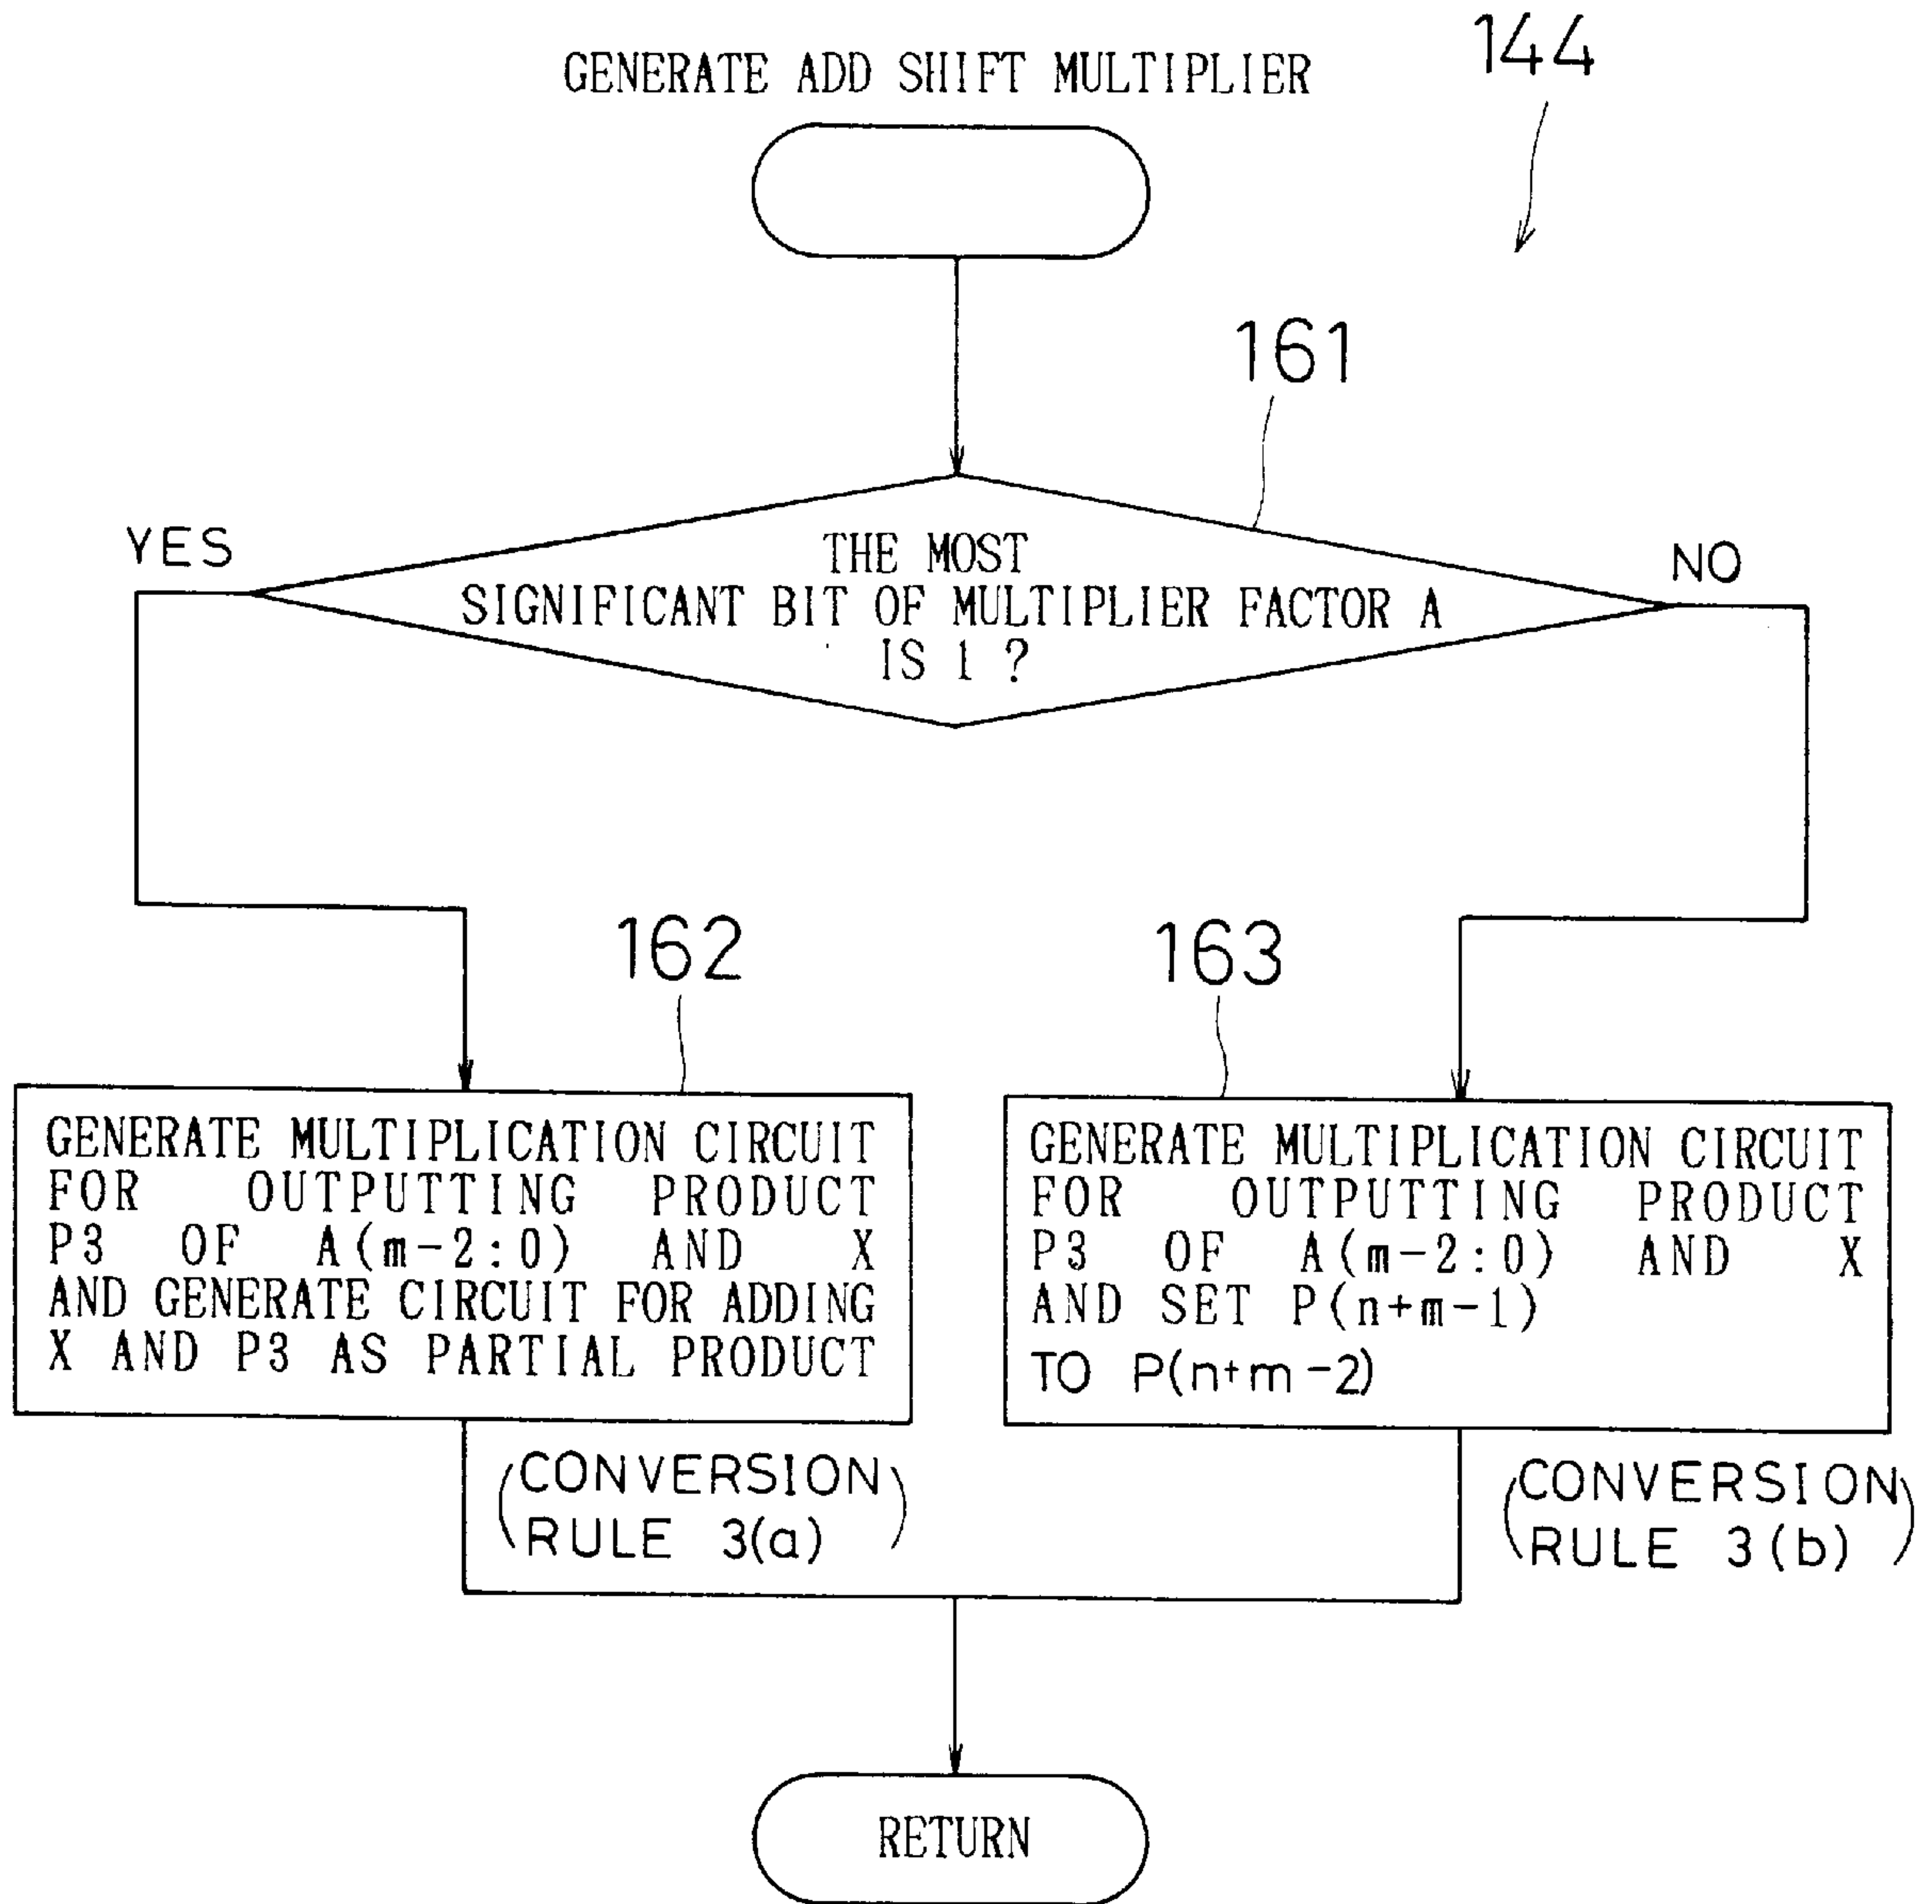 GENERATE ADD SHIFT MULTIPLIER
144
161
YES
NO
THE MOST
SIGNIFICANT BIT OF MULTIPLIER FACTOR A
IS 1 ?
162
163
GENERATE MULTIPLICATION CIRCUIT
FOR OUTPUTTING PRODUCT
P3 OF A(m-2:0) AND X
AND GENERATE CIRCUIT FOR ADDING
X AND P3 AS PARTIAL PRODUCT
GENERATE MULTIPLICATION CIRCUIT
FOR OUTPUTTING PRODUCT
P3 OF A(m-2:0) AND X
AND SET P(n+m-1)
TO P(n+m-2)
(CONVERSION
RULE 3(a))
(CONVERSION
RULE 3(b))
RETURN